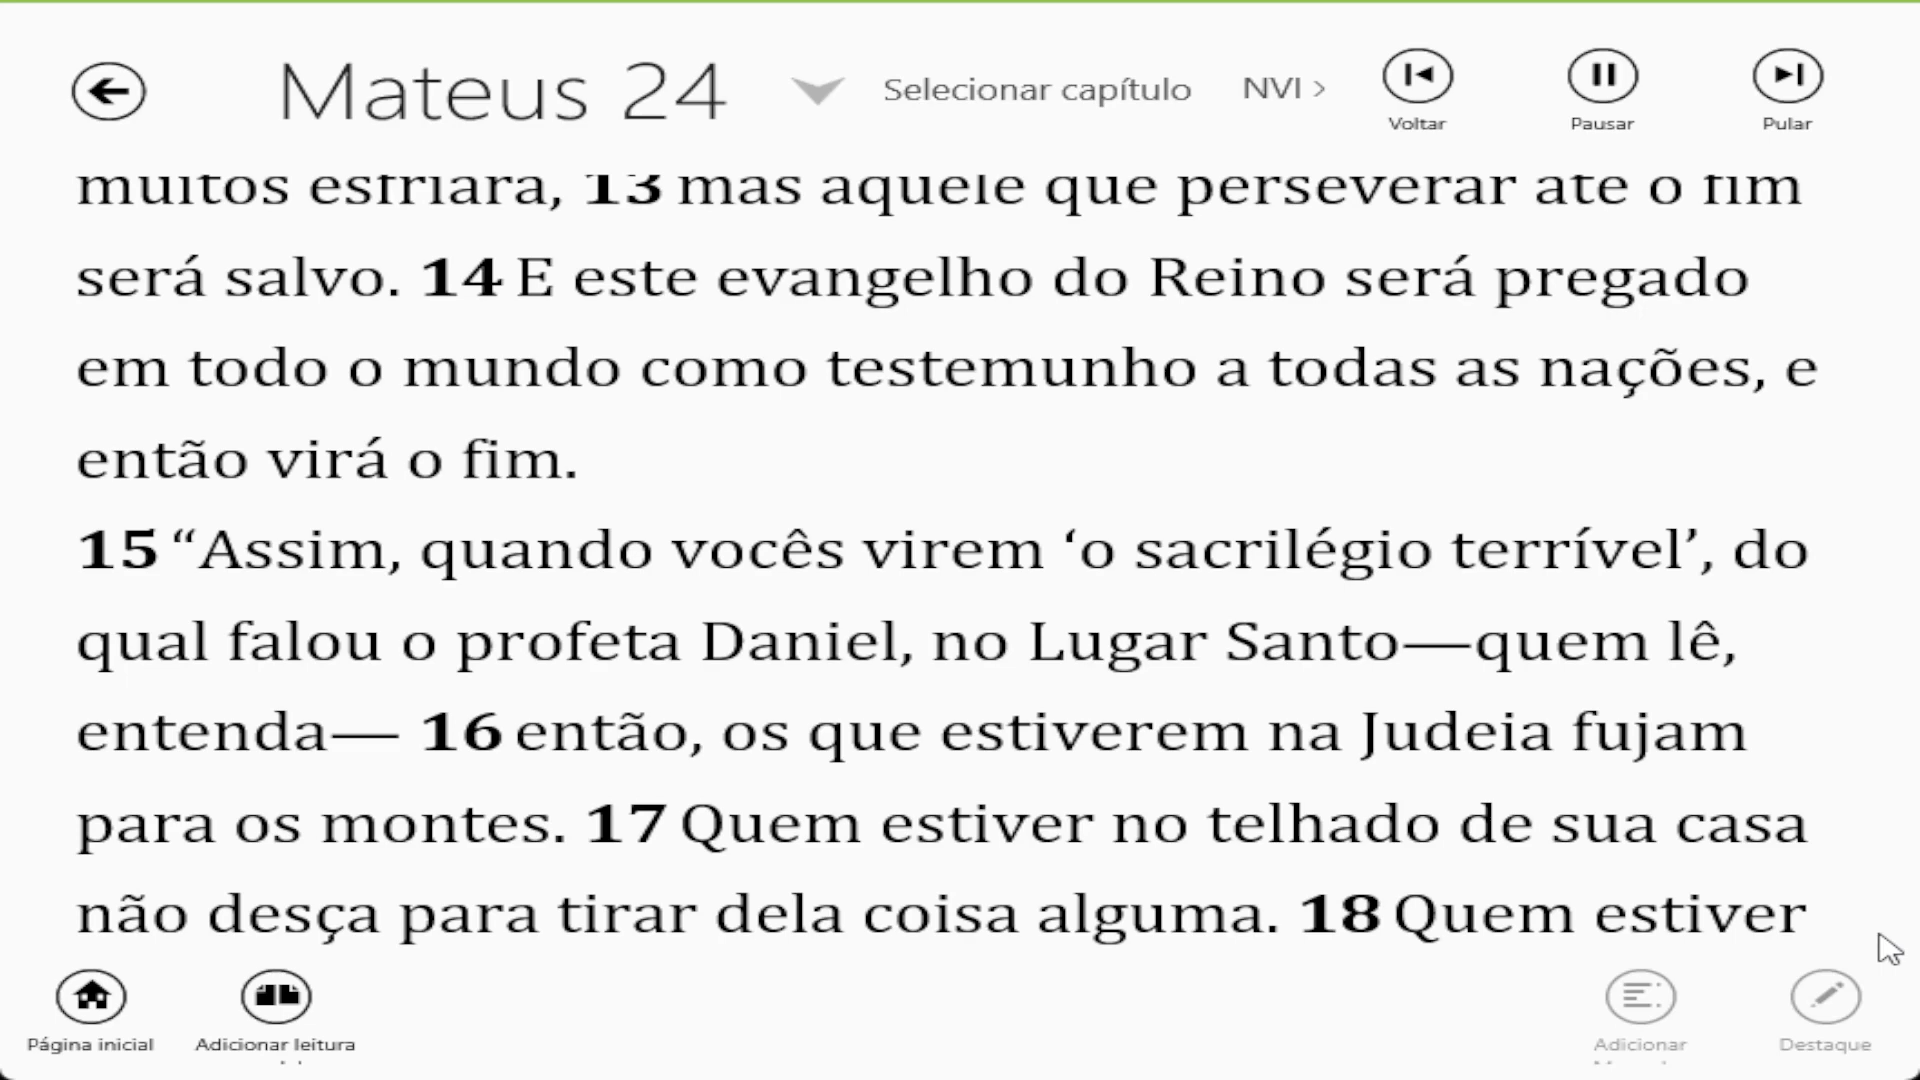 Mateus 24
Selecionar capítulo
NVI >
Voltar
Pausar
Pular
muitos esfriará, 13 mas aquele que perseverar até o fim
será salvo. 14 E este evangelho do Reino será pregado
em todo o mundo como testemunho a todas as nações, e
então virá o fim.
15 “Assim, quando vocês virem ‘o sacrilégio terrível’, do
qual falou o profeta Daniel, no Lugar Santo—quem lê,
entenda— 16 então, os que estiverem na Judeia fujam
para os montes. 17 Quem estiver no telhado de sua casa
não desça para tirar dela coisa alguma. 18 Quem estiver
Página inicial
Adicionar leitura
Adicionar
Destaque